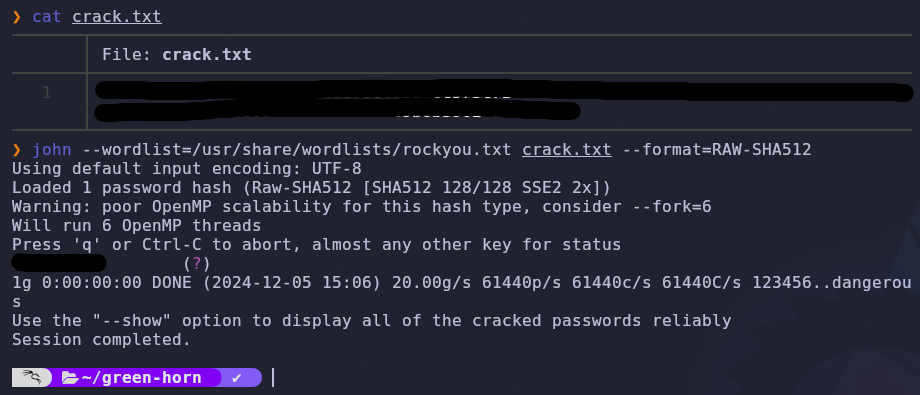 ❯ cat crack.txt
File: crack.txt
1
❯ john --wordlist=/usr/share/wordlists/rockyou.txt crack.txt --format=RAW-SHA512
Using default input encoding: UTF-8
Loaded 1 password hash (Raw-SHA512 [SHA512 128/128 SSE2 2x])
Warning: poor OpenMP scalability for this hash type, consider --fork=6
Will run 6 OpenMP threads
Press 'q' or Ctrl-C to abort, almost any other key for status
(?)
1g 0:00:00:00 DONE (2024-12-05 15:06) 20.00g/s 61440p/s 61440c/s 61440C/s 123456..dangerou
s
Use the "--show" option to display all of the cracked passwords reliably
Session completed.
~/green-horn ✔